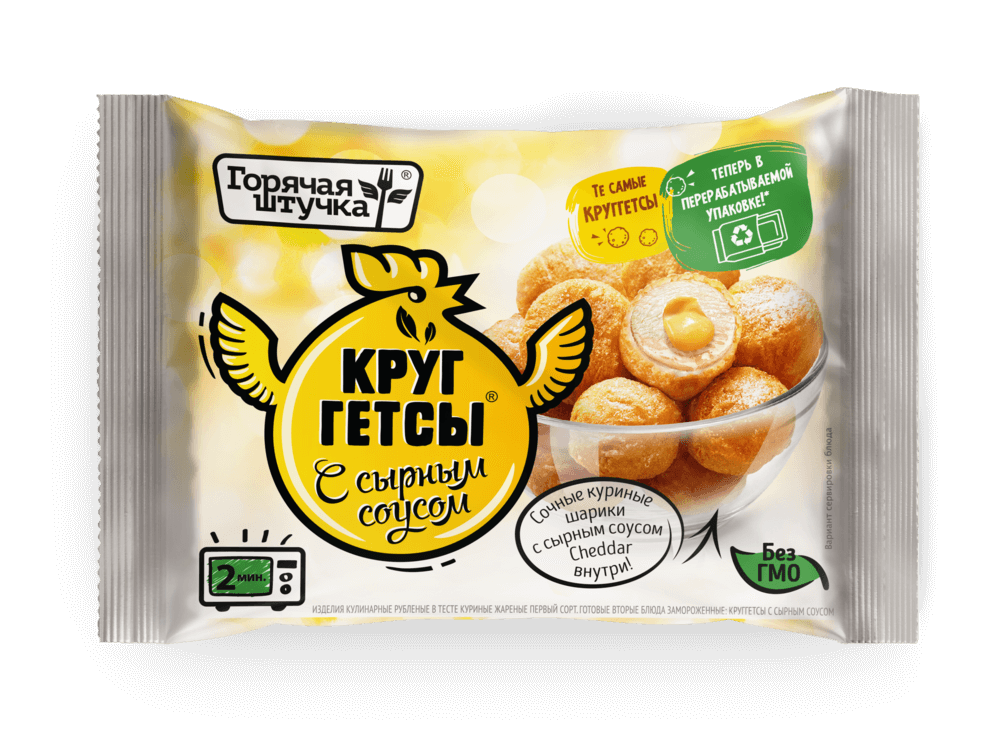 Горячая
штучка
®
Те самые
круггетсы
Теперь в
перерабатываемой
упаковке!*
КРУГ
ГЕТСЫ®
С сырным
соусом
Сочные куриные
шарики
с сырным соусом
Cheddar
внутри!
2 мин.
Без
ГМО
Вариант сервировки блюда
ИЗДЕЛИЯ КУЛИНАРНЫЕ РУБЛЕНЫЕ В ТЕСТЕ КУРИНЫЕ ЖАРЕНЫЕ ПЕРВЫЙ СОРТ. ГОТОВЫЕ ВТОРЫЕ БЛЮДА ЗАМОРОЖЕННЫЕ: КРУГГЕТСЫ С СЫРНЫМ СОУСОМ